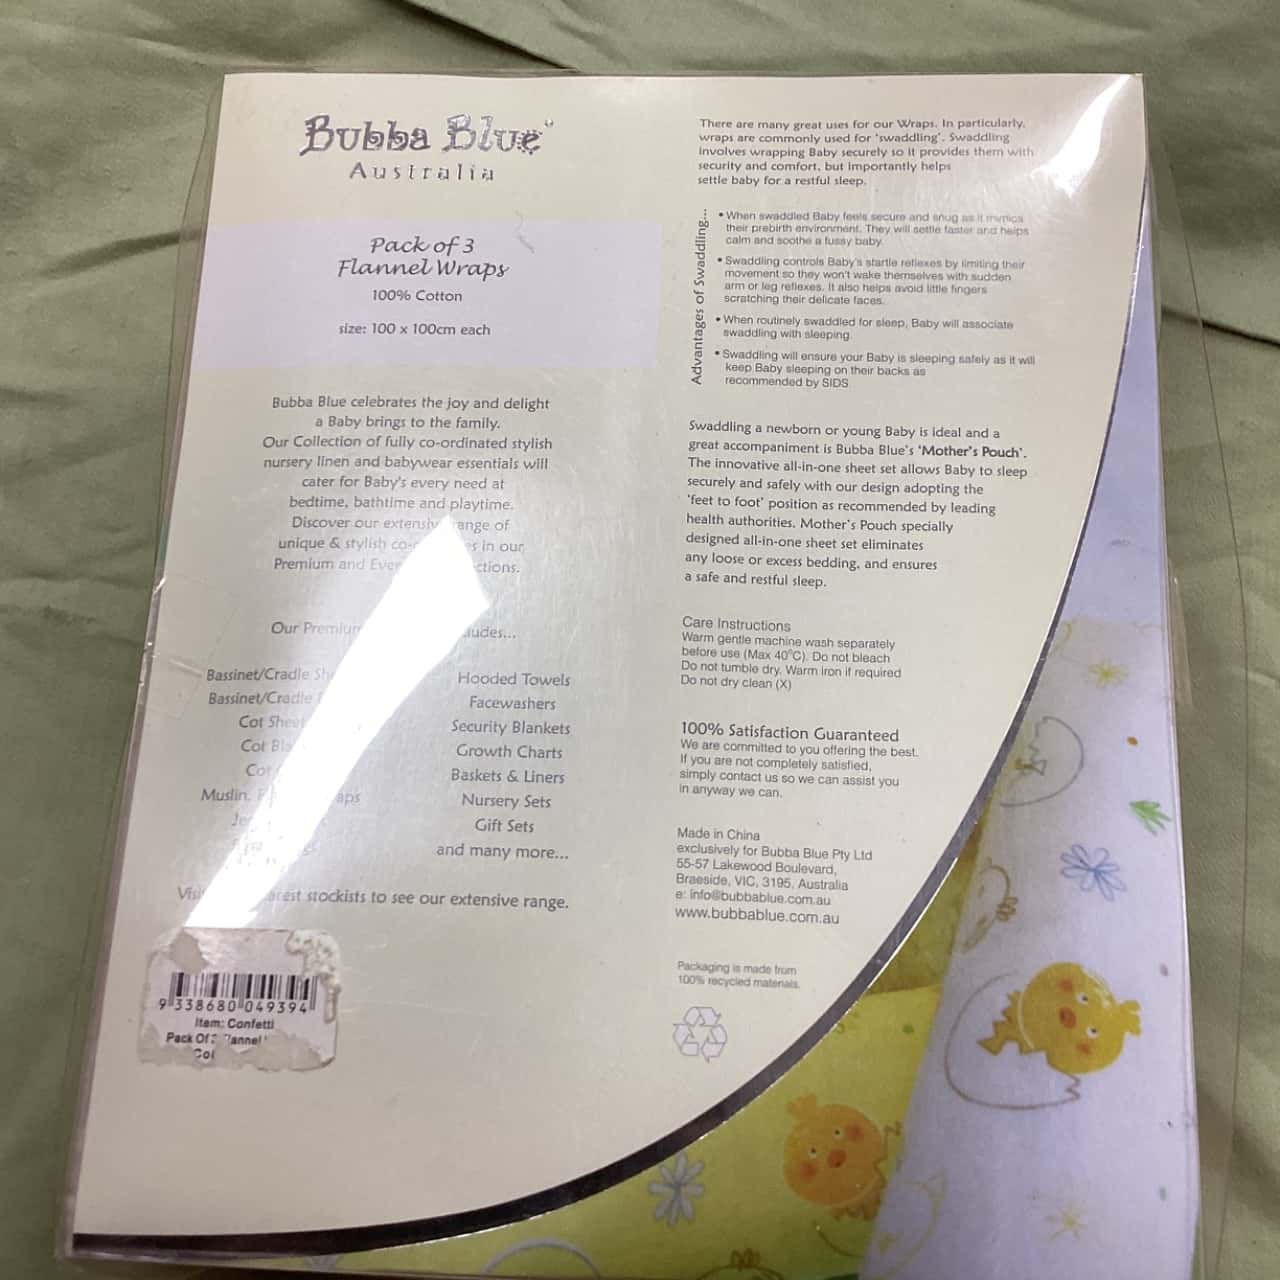 Bubba Blue
Australia
Pack of 3
Flannel Wraps
100% Cotton
size: 100 x 100cm each
Bubba Blue celebrates the joy and delight
a Baby brings to the family.
Our Collection of fully co-ordinated stylish
nursery linen and babywear essentials will
cater for Baby's every need at
bedtime, bathtime and playtime.
Discover our extensive range of
unique & stylish in our
Premium and
Our Premium
Bassinet/Cradle
Bassinet/Cradle
Cot Sheet
Cot
Cot
Muslin,
Hooded Towels
Facewashers
Security Blankets
Growth Charts
Baskets & Liners
Nursery Sets
Gift Sets
and many more...
stockists to see our extensive range.
9 338680 049394
Item: Confetti
Pack Of
There are many great uses for our Wraps. In particularly,
wraps are commonly used for 'swaddling'. Swaddling
involves wrapping Baby securely so it provides them with
security and comfort, but importantly helps
settle baby for a restful sleep.
Advantages of Swaddling...
• When swaddled Baby feels secure and snug as it mimics
their prebirth environment. They will settle faster and helps
calm and soothe a fussy baby.
• Swaddling controls Baby's startle reflexes by limiting their
movement so they won't wake themselves with sudden
arm or leg reflexes. It also helps avoid little fingers
scratching their delicate faces.
• When routinely swaddled for sleep, Baby will associate
swaddling with sleeping.
• Swaddling will ensure your Baby is sleeping safely as it will
keep Baby sleeping on their backs as
recommended by SIDS
Swaddling a newborn or young Baby is ideal and a
great accompaniment is Bubba Blue's 'Mother's Pouch'.
The innovative all-in-one sheet set allows Baby to sleep
securely and safely with our design adopting the
'feet to foot' position as recommended by leading
health authorities. Mother's Pouch specially
designed all-in-one sheet set eliminates
any loose or excess bedding, and ensures
a safe and restful sleep.
Care Instructions
Warm gentle machine wash separately
before use (Max 40°C). Do not bleach
Do not tumble dry. Warm iron if required
Do not dry clean (X)
100% Satisfaction Guaranteed
We are committed to you offering the best.
If you are not completely satisfied,
simply contact us so we can assist you
in anyway we can.
Made in China
exclusively for Bubba Blue Pty Ltd
55-57 Lakewood Boulevard,
Braeside, VIC, 3195, Australia
e: info@bubbablue.com.au
www.bubbablue.com.au
Packaging is made from
100% recycled materials.